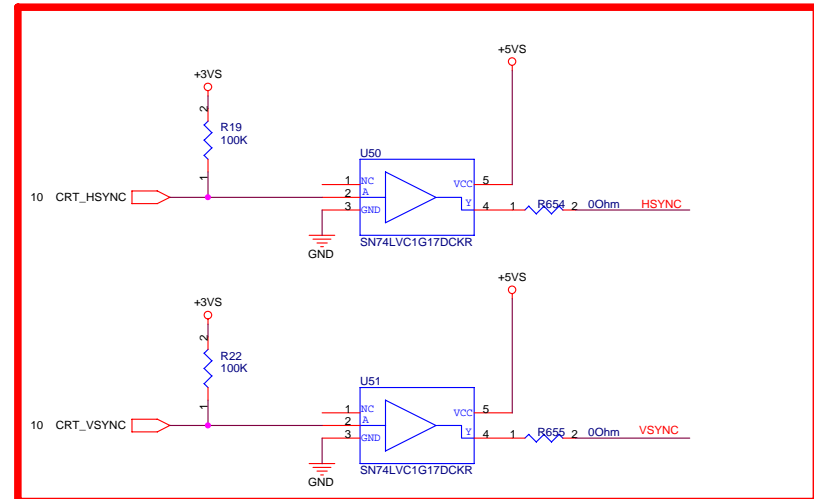 +5VS
+3VS
2
R19
100K
1
U50
10 CRT_HSYNC
1 NC
VCC 5
2 A
3 GND
Y 4
1 R654 2 0Ohm HSYNC
SN74LVC1G17DCKR
GND
+5VS
+3VS
2
R22
100K
1
U51
10 CRT_VSYNC
1 NC
VCC 5
2 A
3 GND
Y 4
1 R655 2 0Ohm VSYNC
SN74LVC1G17DCKR
GND